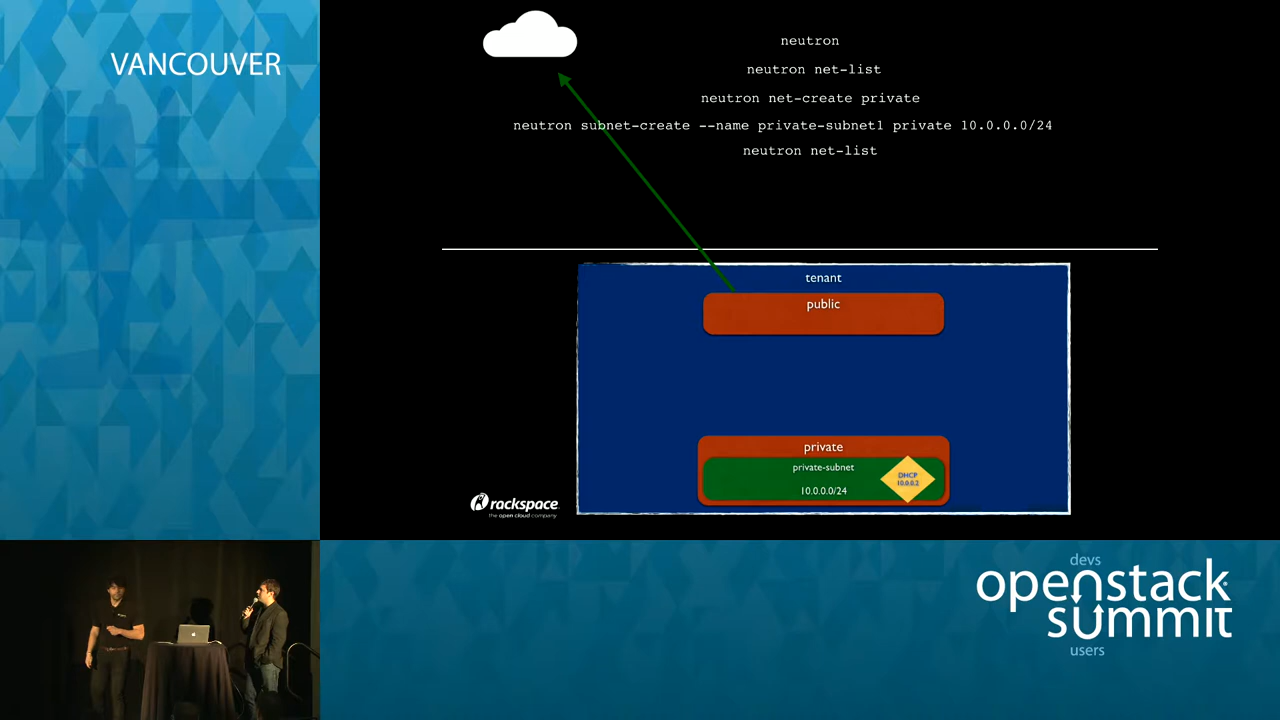 VANCOUVER
neutron
neutron net-list
neutron net-create private
neutron subnet-create --name private-subnet1 private 10.0.0.0/24
neutron net-list
tenant
public
private
private-subnet
10.0.0.0/24
DHCP
10.0.0.2
rackspace
the open cloud company
devs
openstack
summit
users